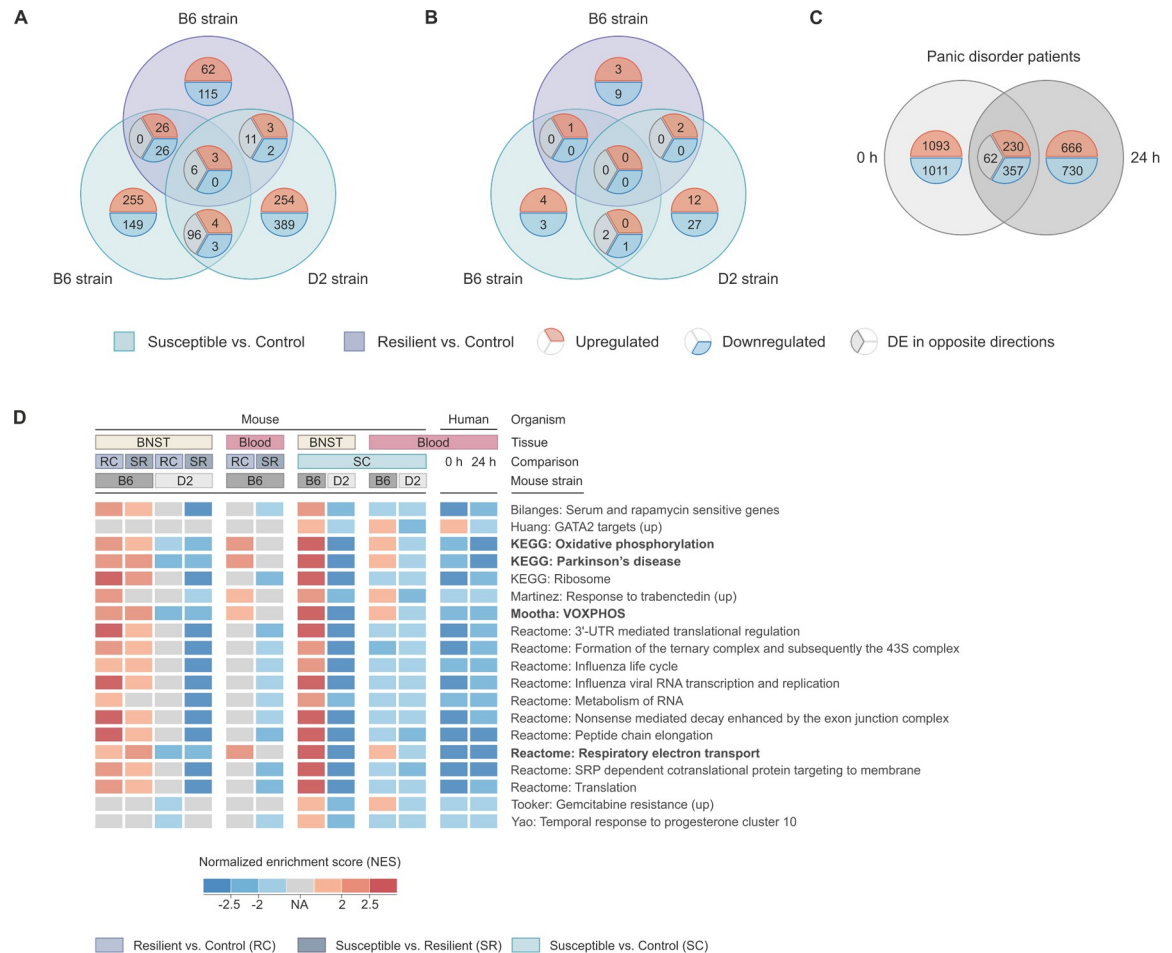 A
B
C
B6 strain
B6 strain
Panic disorder patients
62
115
26
0
26
3
11
2
3
6
0
255
149
254
389
4
96
3
B6 strain
D2 strain
3
9
1
0
0
2
0
0
0
0
0
4
3
12
27
0
2
1
B6 strain
D2 strain
0 h
1093
1011
230
62
357
666
730
24 h
Susceptible vs. Control
Resilient vs. Control
Upregulated
Downregulated
DE in opposite directions
D
Mouse Human Organism
BNST Blood BNST Blood Tissue
RC SR RC SR RC SR SC 0 h 24 h Comparison
B6 D2 B6 B6 D2 B6 D2 Mouse strain
Bilanges: Serum and rapamycin sensitive genes
Huang: GATA2 targets (up)
KEGG: Oxidative phosphorylation
KEGG: Parkinson's disease
KEGG: Ribosome
Martinez: Response to trabenctedin (up)
Mootha: VOXPHOS
Reactome: 3'-UTR mediated translational regulation
Reactome: Formation of the ternary complex and subsequently the 43S complex
Reactome: Influenza life cycle
Reactome: Influenza viral RNA transcription and replication
Reactome: Metabolism of RNA
Reactome: Nonsense mediated decay enhanced by the exon junction complex
Reactome: Peptide chain elongation
Reactome: Respiratory electron transport
Reactome: SRP dependent cotranslational protein targeting to membrane
Reactome: Translation
Tooker: Gemcitabine resistance (up)
Yao: Temporal response to progesterone cluster 10
Normalized enrichment score (NES)
-2.5 -2 NA 2 2.5
Resilient vs. Control (RC)
Susceptible vs. Resilient (SR)
Susceptible vs. Control (SC)